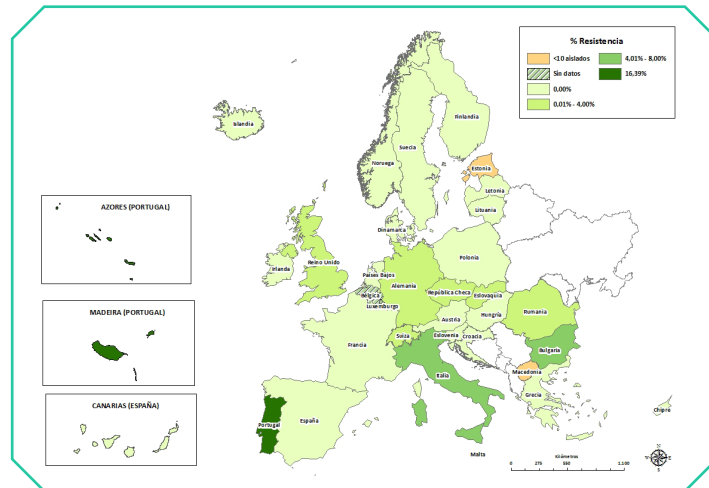 % Resistencia
<10 aislados
4,01% - 8,00%
Sin datos
16,39%
0,00%
0.01% - 4.00%
Islandia
Finlandia
Suecia
Noruega
Estonia
Letonia
Lituania
Dinamarca
AZORES (PORTUGAL)
Reino Unido
Irlanda
Países Bajos
Polonia
Alemania
Bélgica
República Checa
Luxemburgo
Eslovaquia
MADEIRA (PORTUGAL)
Austria
Hungría
Rumania
Suiza
Eslovenia
Croacia
Francia
Bulgaria
Macedonia
Italia
CANARIAS (ESPAÑA)
Grecia
Chipre
España
Portugal
Malta
Kilómetros
0 275 550 1.100
N
S